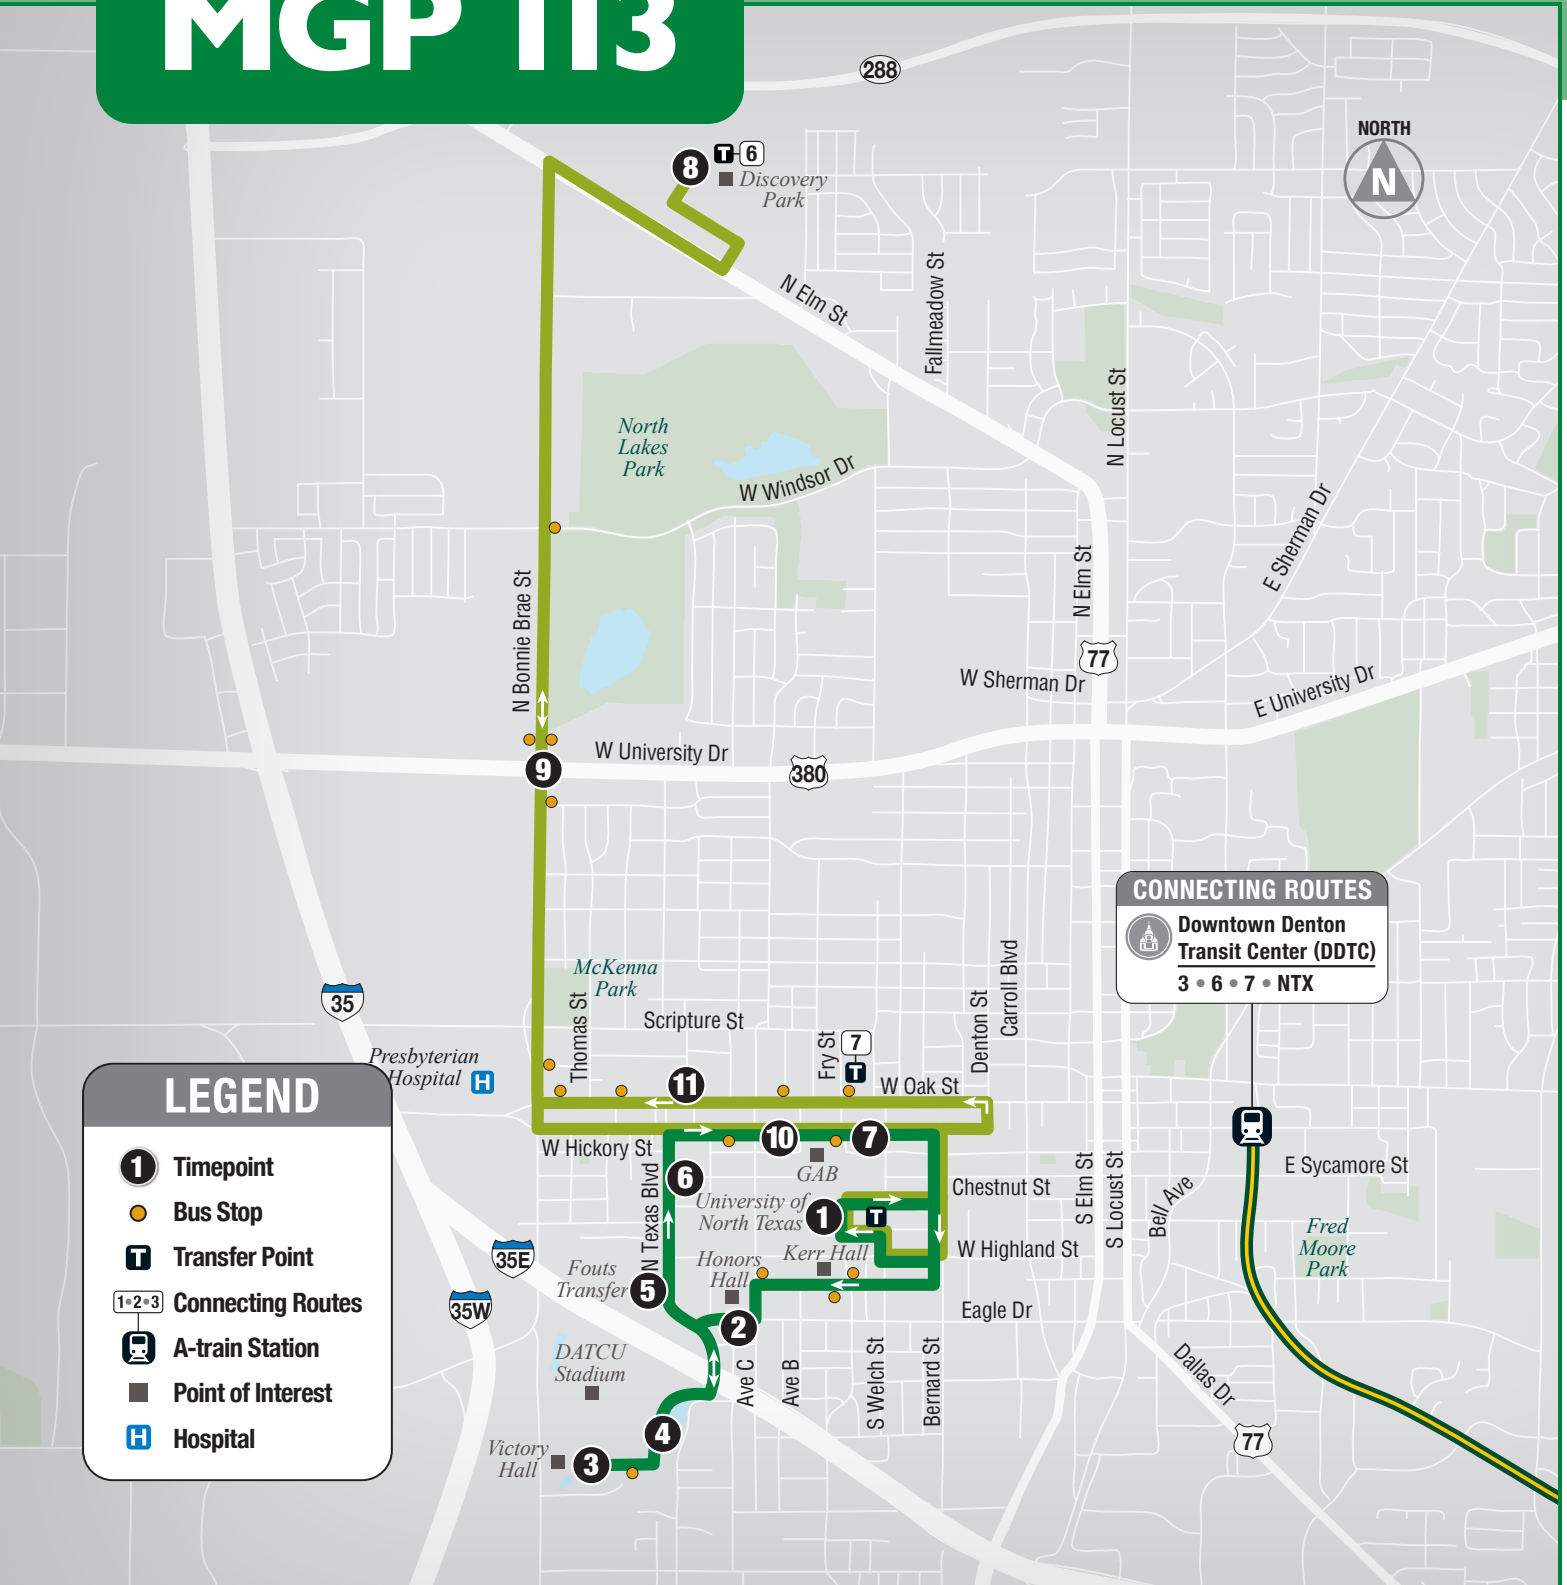 MGP 113
288
NORTH
N
8
T
6
Discovery
Park
N Elm St
Fallmeadow St
N Locust St
North
Lakes
Park
W Windsor Dr
E Sherman Dr
N Elm St
N Bonnie Brae St
77
W Sherman Dr
E University Dr
W University Dr
9
380
CONNECTING ROUTES
Downtown Denton
Transit Center (DDTC)
3 • 6 • 7 • NTX
McKenna
Park
35
Thomas St
Scripture St
Fry St
7
T
Denton St
Carroll Blvd
Presbyterian
Hospital
H
11
W Oak St
W Hickory St
10
7
GAB
E Sycamore St
6
N Texas Blvd
University of
North Texas
1
T
Chestnut St
S Elm St
S Locust St
Bell Ave
W Highland St
Kerr Hall
Honors
Hall
Fred
Moore
Park
35E
Fouts
Transfer
5
35W
2
Eagle Dr
DATCU
Stadium
Ave C
Ave B
S Welch St
Bernard St
Dallas Dr
4
77
Victory
Hall
3
LEGEND
1 Timepoint
Bus Stop
T Transfer Point
1•2•3 Connecting Routes
A-train Station
Point of Interest
H Hospital